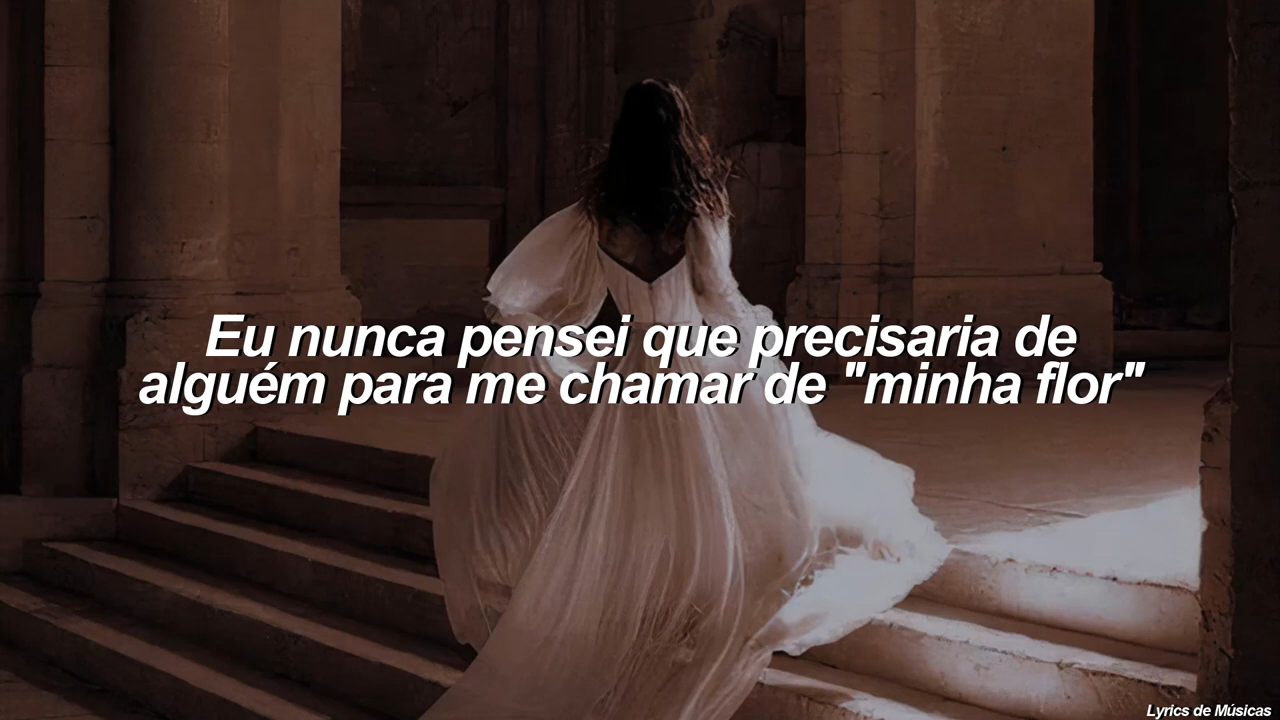 Eu nunca pensei que precisaria de
alguém para me chamar de "minha flor"
Lyrics de Músicas